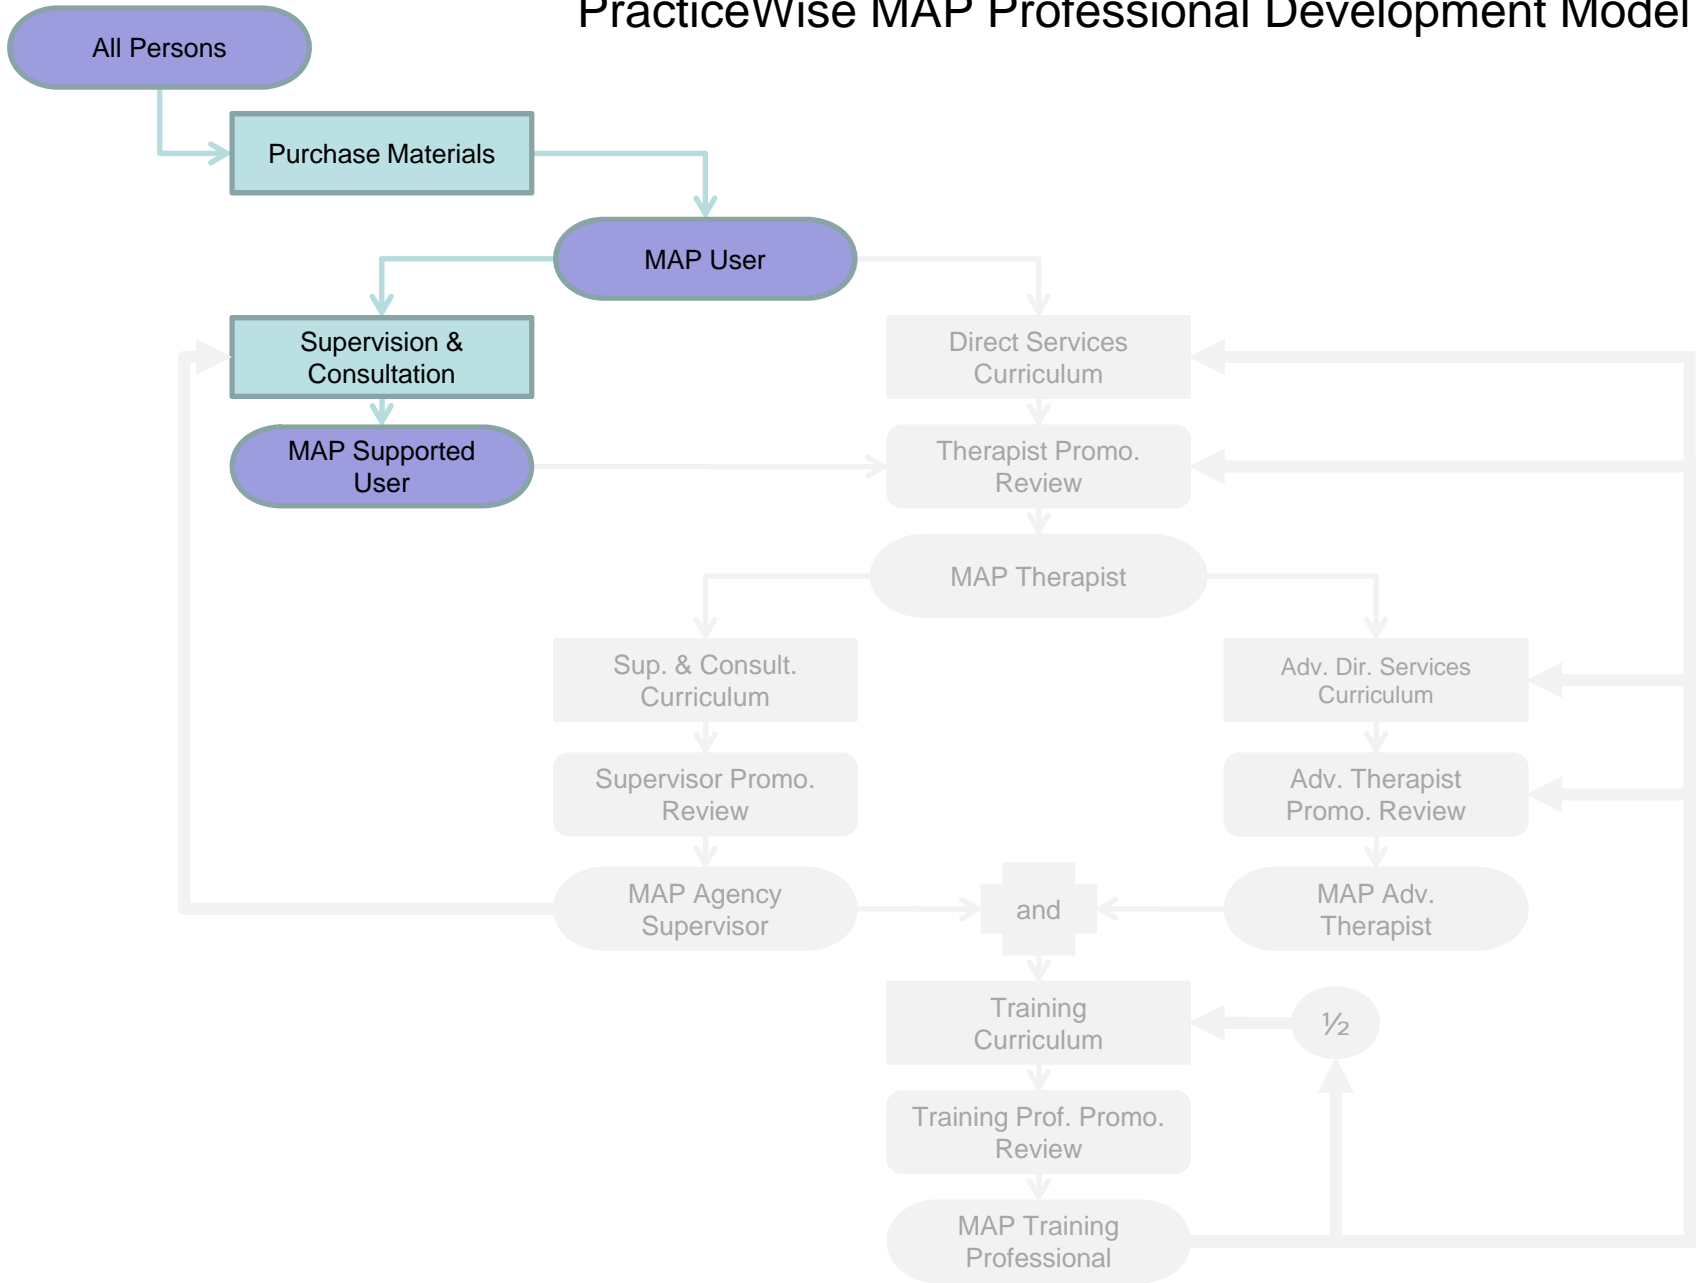 PracticeWise MAP Professional Development Model
All Persons
Purchase Materials
MAP User
Supervision &
Consultation
Direct Services
Curriculum
MAP Supported
User
Therapist Promo.
Review
MAP Therapist
Sup. & Consult.
Curriculum
Adv. Dir. Services
Curriculum
Supervisor Promo.
Review
Adv. Therapist
Promo. Review
MAP Agency
Supervisor
and
MAP Adv.
Therapist
Training
Curriculum
½
Training Prof. Promo.
Review
MAP Training
Professional